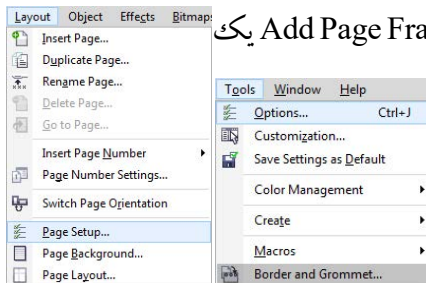 Layout Object Effects Bitmaps
Insert Page...
Duplicate Page...
Rename Page...
Delete Page...
Go to Page...
Insert Page Number
Page Number Settings...
Switch Page Orientation
Page Setup...
Page Background...
Page Layout...
يک Add Page Fra
Tools Window Help
Options... Ctrl+J
Customization...
Save Settings as Default
Color Management
Create
Macros
Border and Grommet...